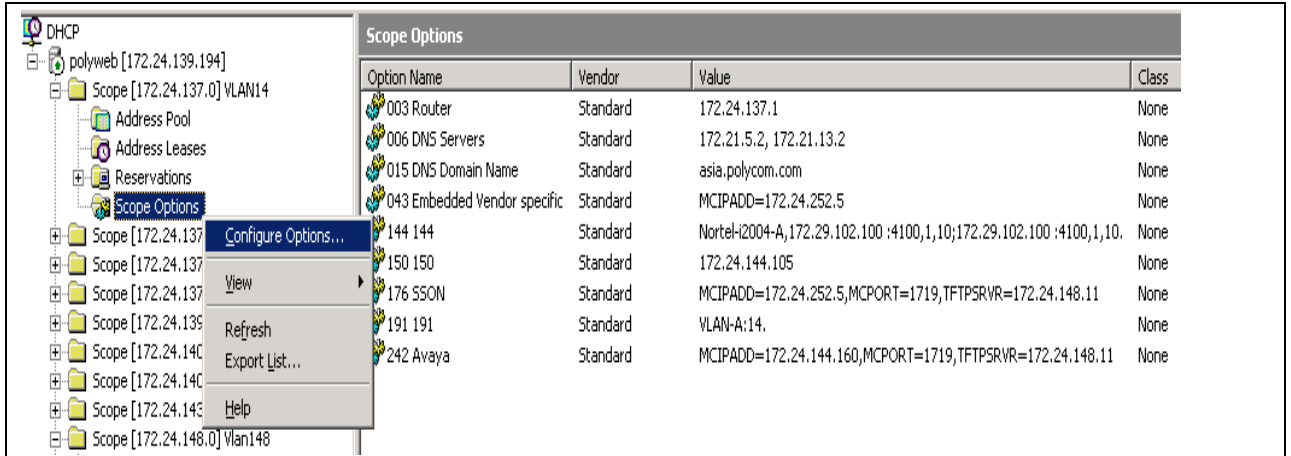 DHCP
polyweb [172.24.139.194]
Scope [172.24.137.0] VLAN14
Address Pool
Address Leases
Reservations
Scope Options
Scope [172.24.137
Scope [172.24.137
Scope [172.24.137
Scope [172.24.139
Scope [172.24.140
Scope [172.24.140
Scope [172.24.143
Scope [172.24.148.0] Vlan148
Configure Options...
View
Refresh
Export List...
Help
Scope Options
Option Name Vendor Value Class
003 Router Standard 172.24.137.1 None
006 DNS Servers Standard 172.21.5.2, 172.21.13.2 None
015 DNS Domain Name Standard asia.polycom.com None
043 Embedded Vendor specific Standard MCIPADD=172.24.252.5 None
144 144 Standard Nortel-i2004-A,172.29.102.100 :4100,1,10;172.29.102.100 :4100,1,10. None
150 150 Standard 172.24.144.105 None
176 SSON Standard MCIPADD=172.24.252.5,MCPORT=1719,TFTPSRVR=172.24.148.11 None
191 191 Standard VLAN-A:14. None
242 Avaya Standard MCIPADD=172.24.144.160,MCPORT=1719,TFTPSRVR=172.24.148.11 None